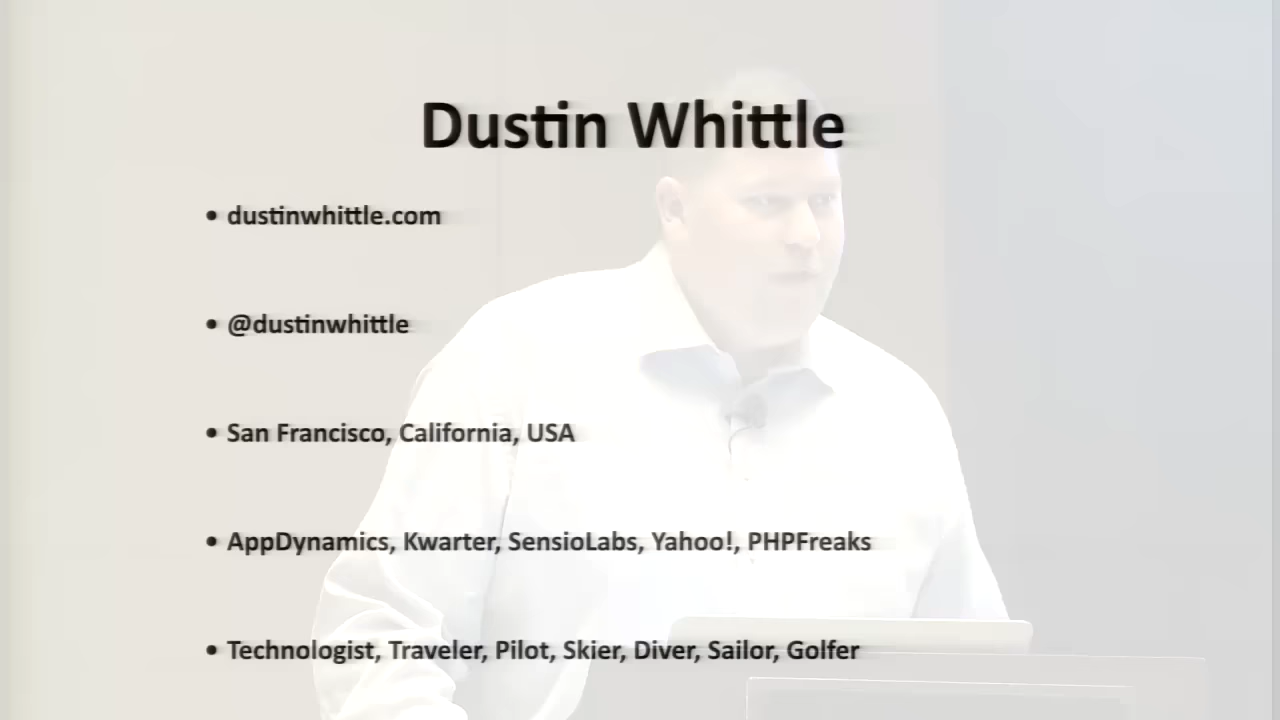 Dustin Whittle
• dustinwhittle.com
• @dustinwhittle
• San Francisco, California, USA
• AppDynamics, Kwarter, SensioLabs, Yahoo!, PHPFreaks
• Technologist, Traveler, Pilot, Skier, Diver, Sailor, Golfer